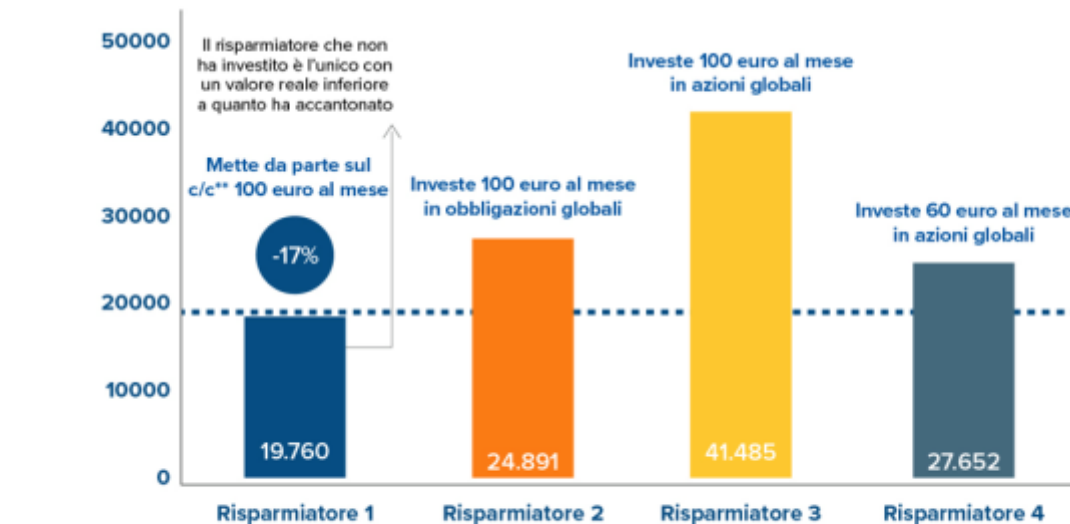 50000
40000
30000
20000
10000
0
Il risparmiatore che non
ha investito è l'unico con
un valore reale inferiore
a quanto ha accantonato
Mette da parte sul
c/c** 100 euro al mese
-17%
19.760
Risparmiatore 1
Investe 100 euro al mese
in obbligazioni globali
24.891
Risparmiatore 2
Investe 100 euro al mese
in azioni globali
41.485
Risparmiatore 3
Investe 60 euro al mese
in azioni globali
27.652
Risparmiatore 4